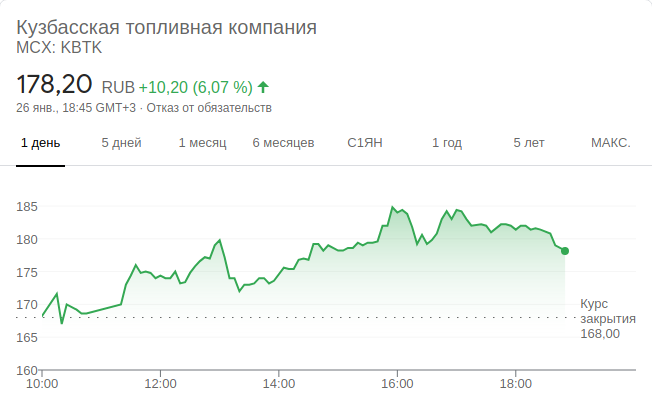 Кузбасская топливная компания
MCX: KBTK
178,20 RUB +10,20 (6,07 %)
26 янв., 18:45 GMT+3 · Отказ от обязательств
1 день 5 дней 1 месяц 6 месяцев С1ЯН 1 год 5 лет МАКС.
185
180
175
170
165
160
Курс
закрытия
168,00
10:00 12:00 14:00 16:00 18:00